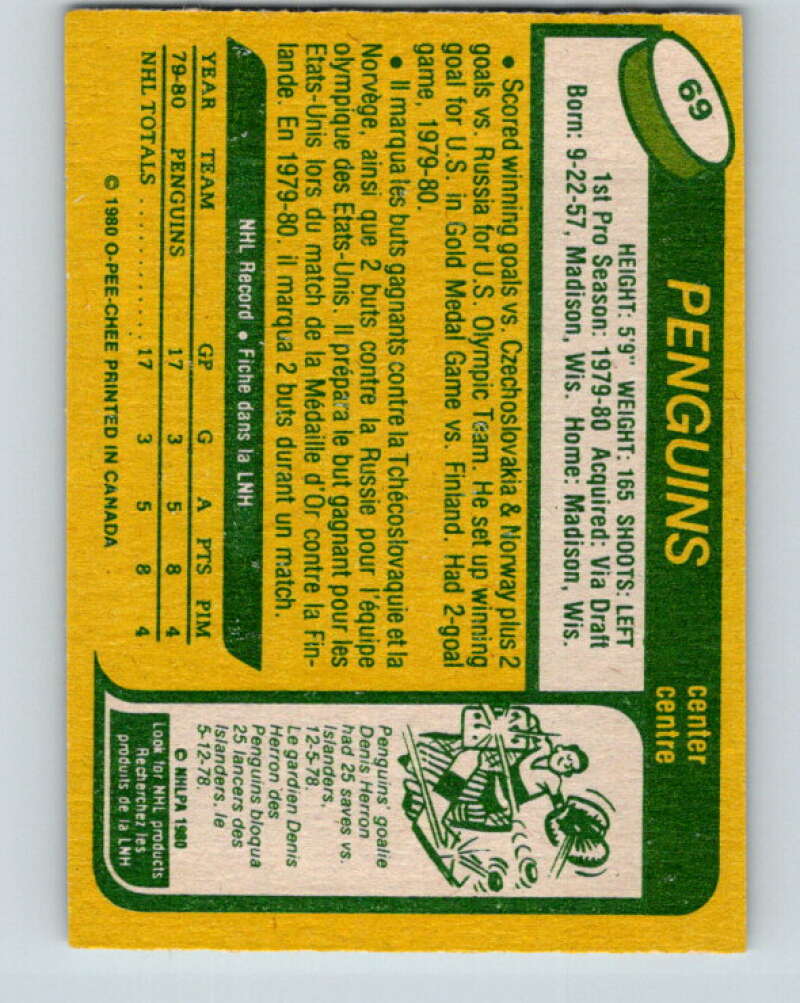 69
PENGUINS
center
centre
HEIGHT: 5'9" WEIGHT: 165 SHOOTS: LEFT
1st Pro Season: 1979-80 Acquired: Via Draft
Born: 9-22-57, Madison, Wis. Home: Madison, Wis.
• Scored winning goals vs. Czechoslovakia & Norway plus 2
goals vs. Russia for U.S. Olympic Team. He set up winning
goal for U.S. in Gold Medal Game vs. Finland. Had 2-goal
game, 1979-80.
• Il marqua les buts gagnants contre la Tchécoslovaquie et la
Norvège, ainsi que 2 buts contre la Russie pour l'équipe
olympique des Etats-Unis. Il prépara le but gagnant pour les
Etats-Unis lors du match de la Médaille d'Or contre la Fin-
lande. En 1979-80. il marqua 2 buts durant un match.
NHL Record • Fiche dans la LNH
YEAR TEAM GP G A PTS PIM
79-80 PENGUINS 17 3 5 8 4
NHL TOTALS ........... 17 3 5 8 4
© 1980 O-PEE-CHEE PRINTED IN CANADA
Penguins' goalie
Denis Herron
had 25 saves vs.
Islanders.
12-5-78.
Le gardien Denis
Herron des
Penguins bloqua
25 lancers des
Islanders. le
5-12-78.
© NHLPA 1980
Look for NHL products
Recherchez les
produits de la LNH